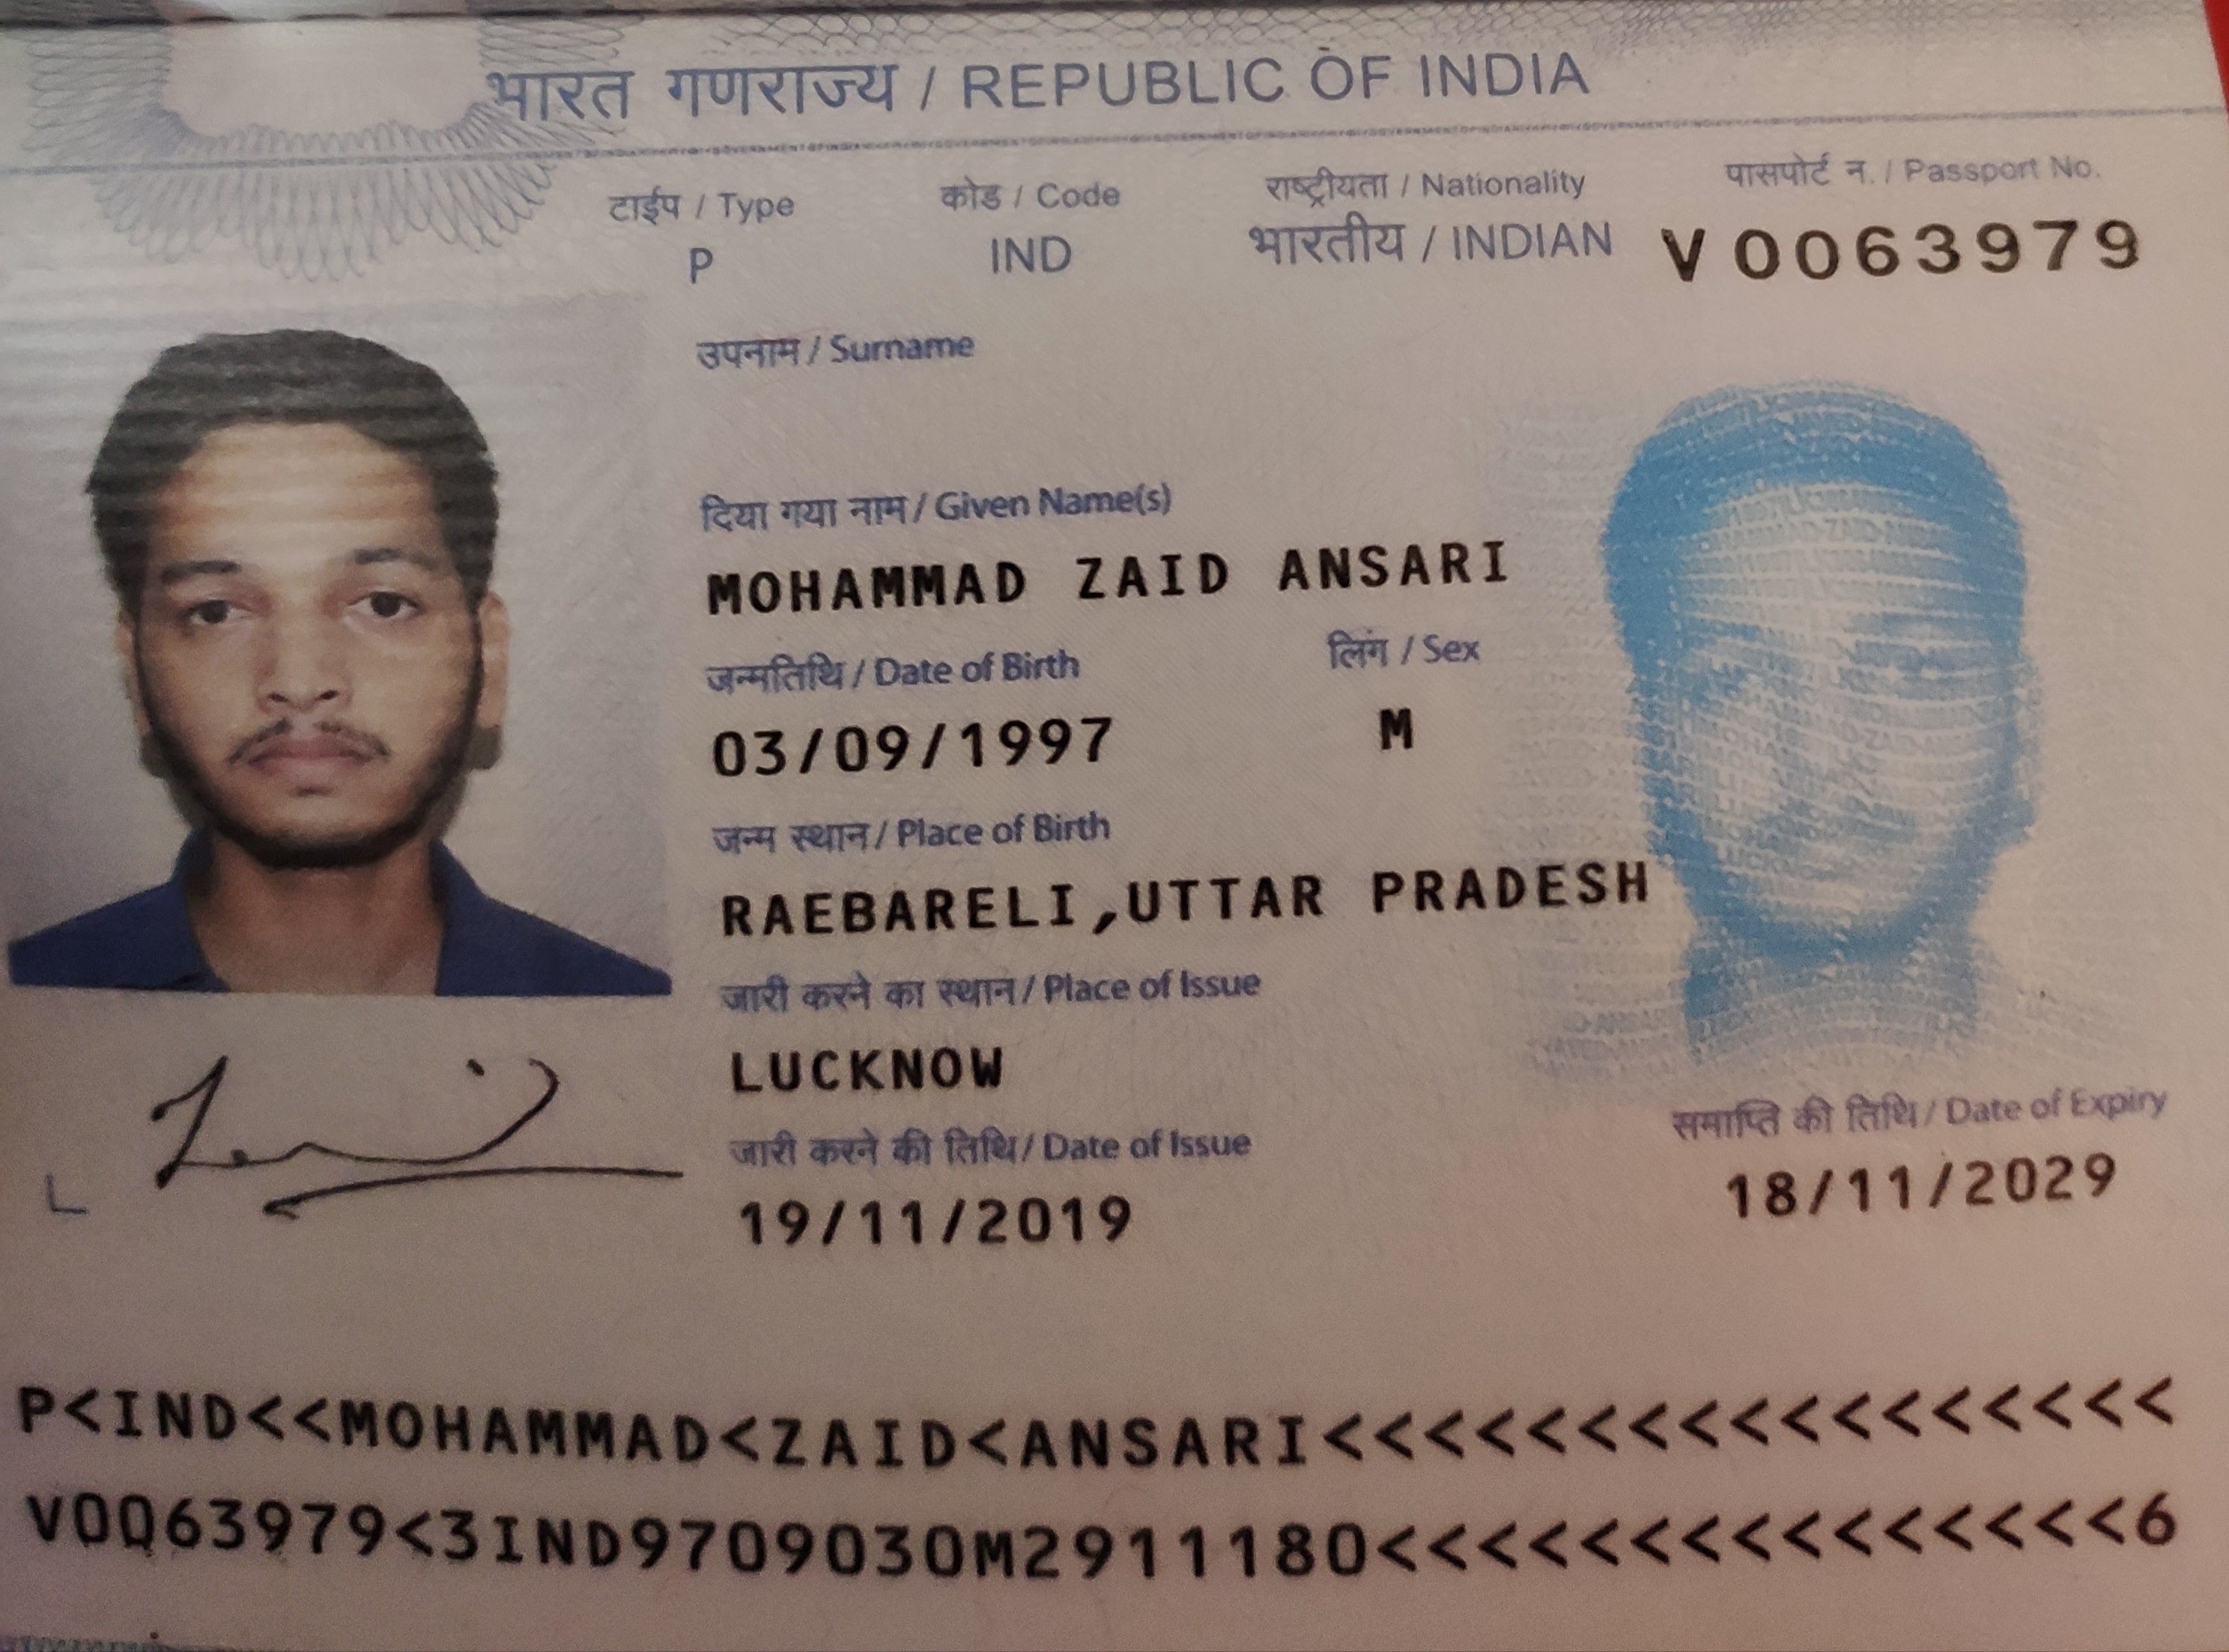 भारत गणराज्य / REPUBLIC OF INDIA
टाईप / Type
P
कोड / Code
IND
राष्ट्रीयता / Nationality
भारतीय / INDIAN
पासपोर्ट न. / Passport No.
V0063979
उपनाम / Surname
दिया गया नाम / Given Name(s)
MOHAMMAD ZAID ANSARI
जन्मतिथि / Date of Birth
03/09/1997
लिंग / Sex
M
जन्म स्थान / Place of Birth
RAEBARELI,UTTAR PRADESH
जारी करने का स्थान / Place of Issue
LUCKNOW
जारी करने की तिथि / Date of Issue
19/11/2019
समाप्ति की तिथि / Date of Expiry
18/11/2029
P<IND<<MOHAMMAD<ZAID<ANSARI<<<<<<<<<<<<<<<<<
V0063979<3IND9709030M2911180<<<<<<<<<<<<<<<6